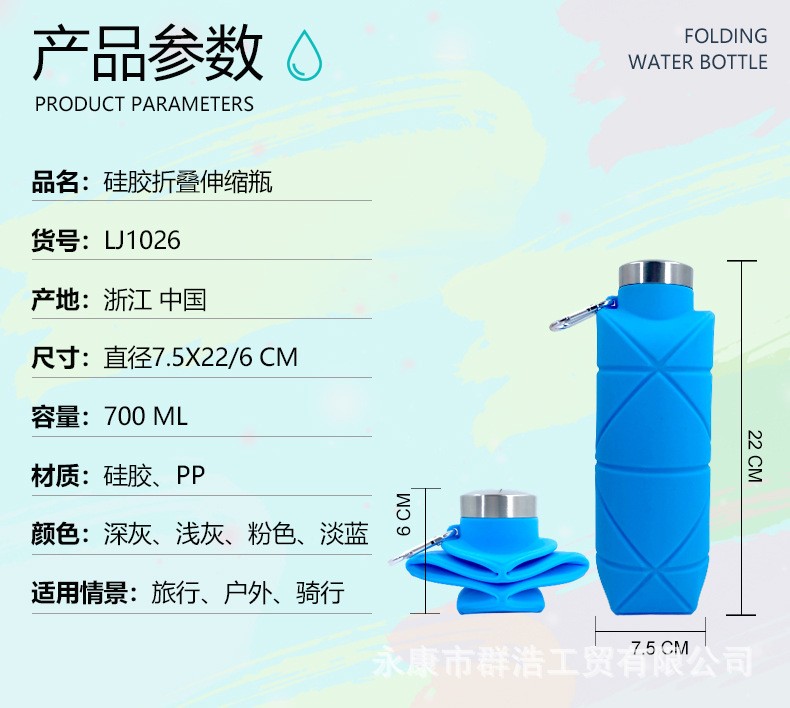 产品参数
PRODUCT PARAMETERS
FOLDING
WATER BOTTLE
品名：硅胶折叠伸缩瓶
货号：LJ1026
产地：浙江 中国
尺寸：直径7.5X22/6 CM
容量：700 ML
材质：硅胶、PP
颜色：深灰、浅灰、粉色、淡蓝
适用情景：旅行、户外、骑行
6 CM
22 CM
7.5 CM
永康市群浩工贸有限公司